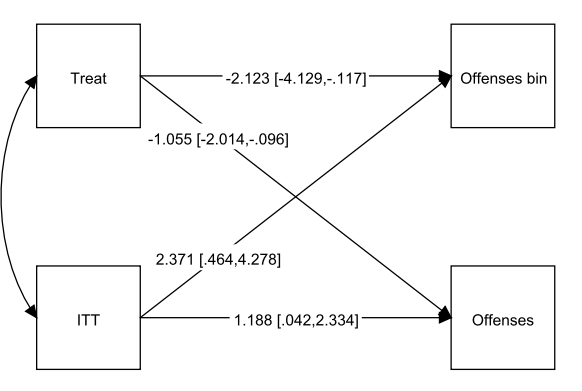 Treat
-2.123 [-4.129,-.117]
Offenses bin
-1.055 [-2.014,-.096]
2.371 [.464,4.278]
ITT
1.188 [.042,2.334]
Offenses